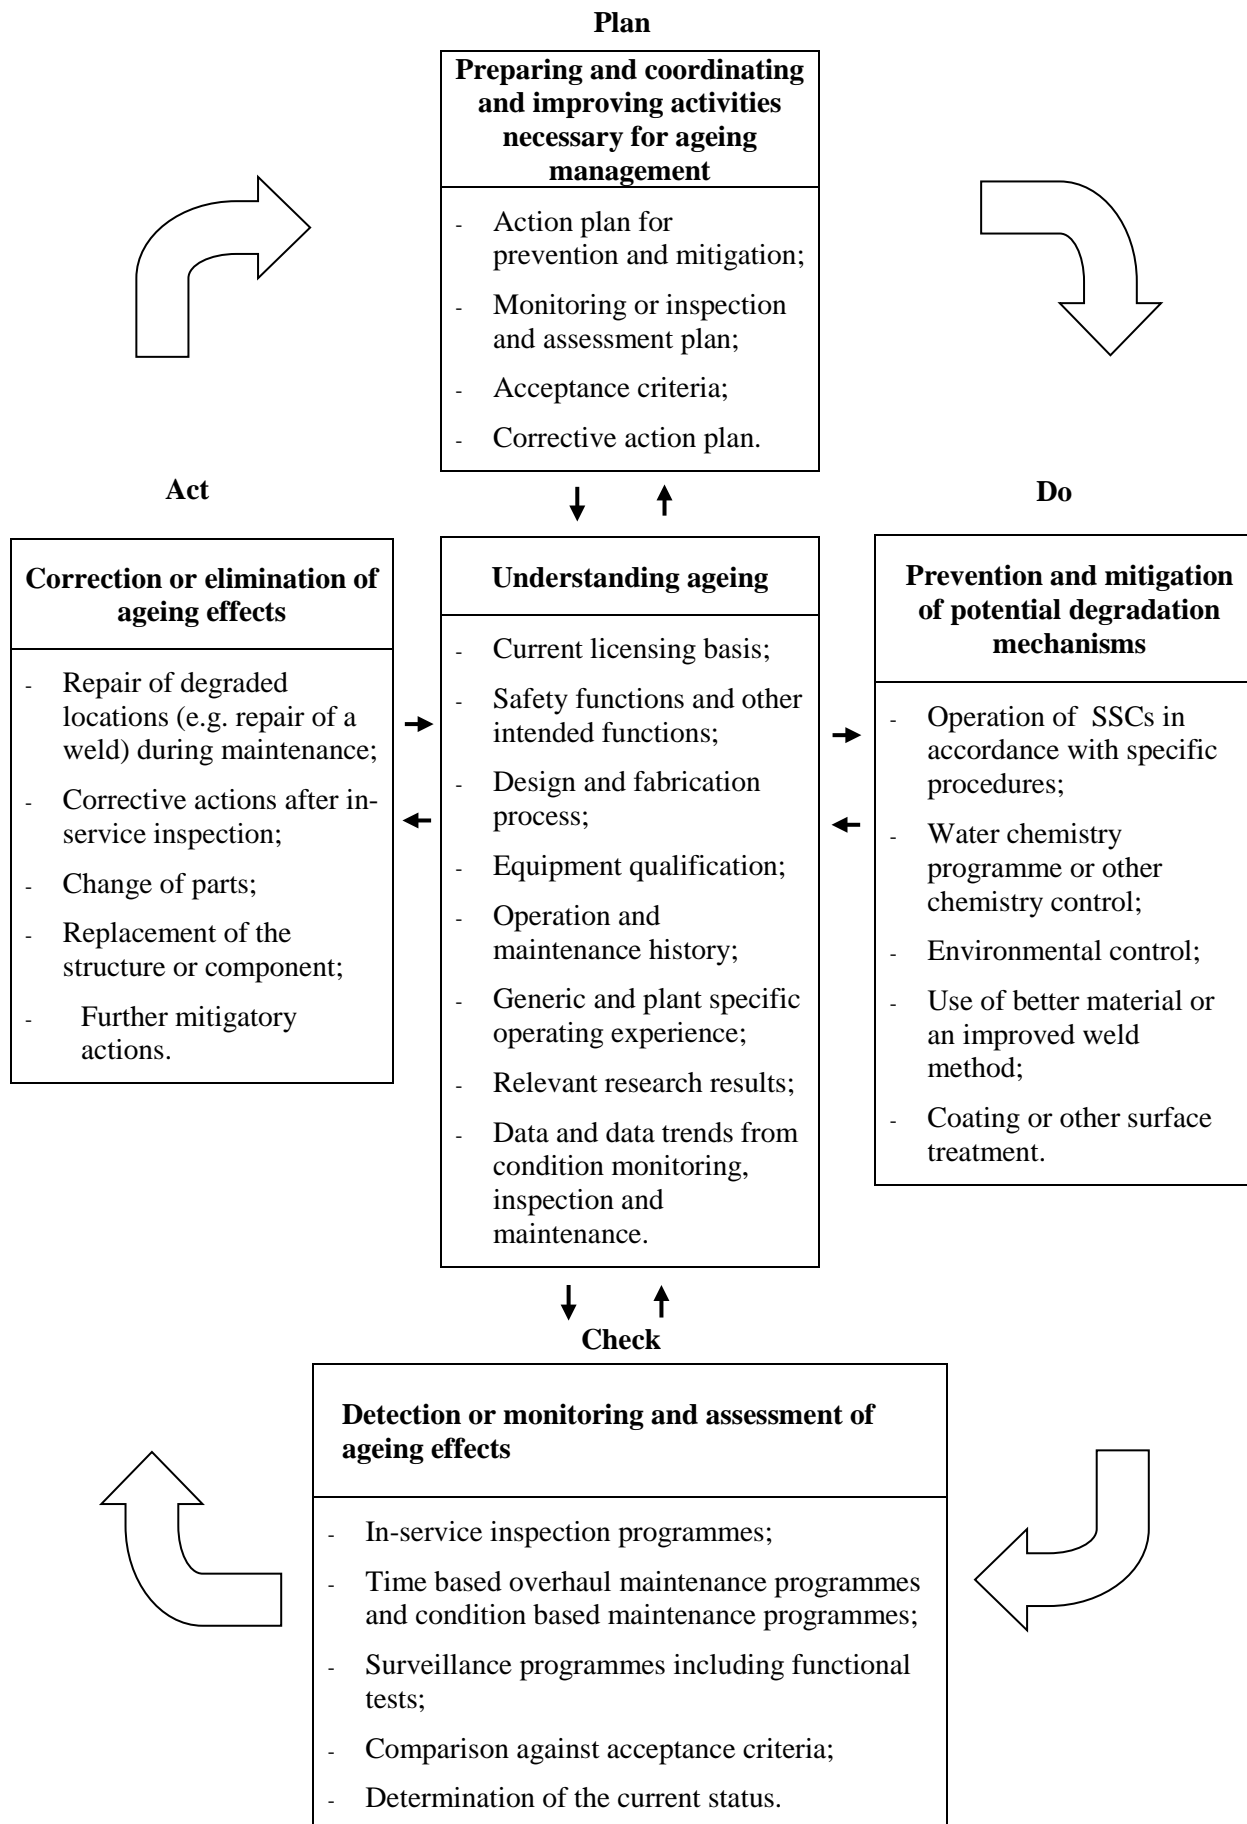 Plan
Preparing and coordinating
and improving activities
necessary for ageing
management
- Action plan for
prevention and mitigation;
- Monitoring or inspection
and assessment plan;
- Acceptance criteria;
- Corrective action plan.
Act
Correction or elimination of
ageing effects
- Repair of degraded
locations (e.g. repair of a
weld) during maintenance;
- Corrective actions after in-
service inspection;
- Change of parts;
- Replacement of the
structure or component;
- Further mitigatory
actions.
Understanding ageing
- Current licensing basis;
- Safety functions and other
intended functions;
- Design and fabrication
process;
- Equipment qualification;
- Operation and
maintenance history;
- Generic and plant specific
operating experience;
- Relevant research results;
- Data and data trends from
condition monitoring,
inspection and
maintenance.
Do
Prevention and mitigation
of potential degradation
mechanisms
- Operation of SSCs in
accordance with specific
procedures;
- Water chemistry
programme or other
chemistry control;
- Environmental control;
- Use of better material or
an improved weld
method;
- Coating or other surface
treatment.
Check
Detection or monitoring and assessment of
ageing effects
- In-service inspection programmes;
- Time based overhaul maintenance programmes
and condition based maintenance programmes;
- Surveillance programmes including functional
tests;
- Comparison against acceptance criteria;
- Determination of the current status.